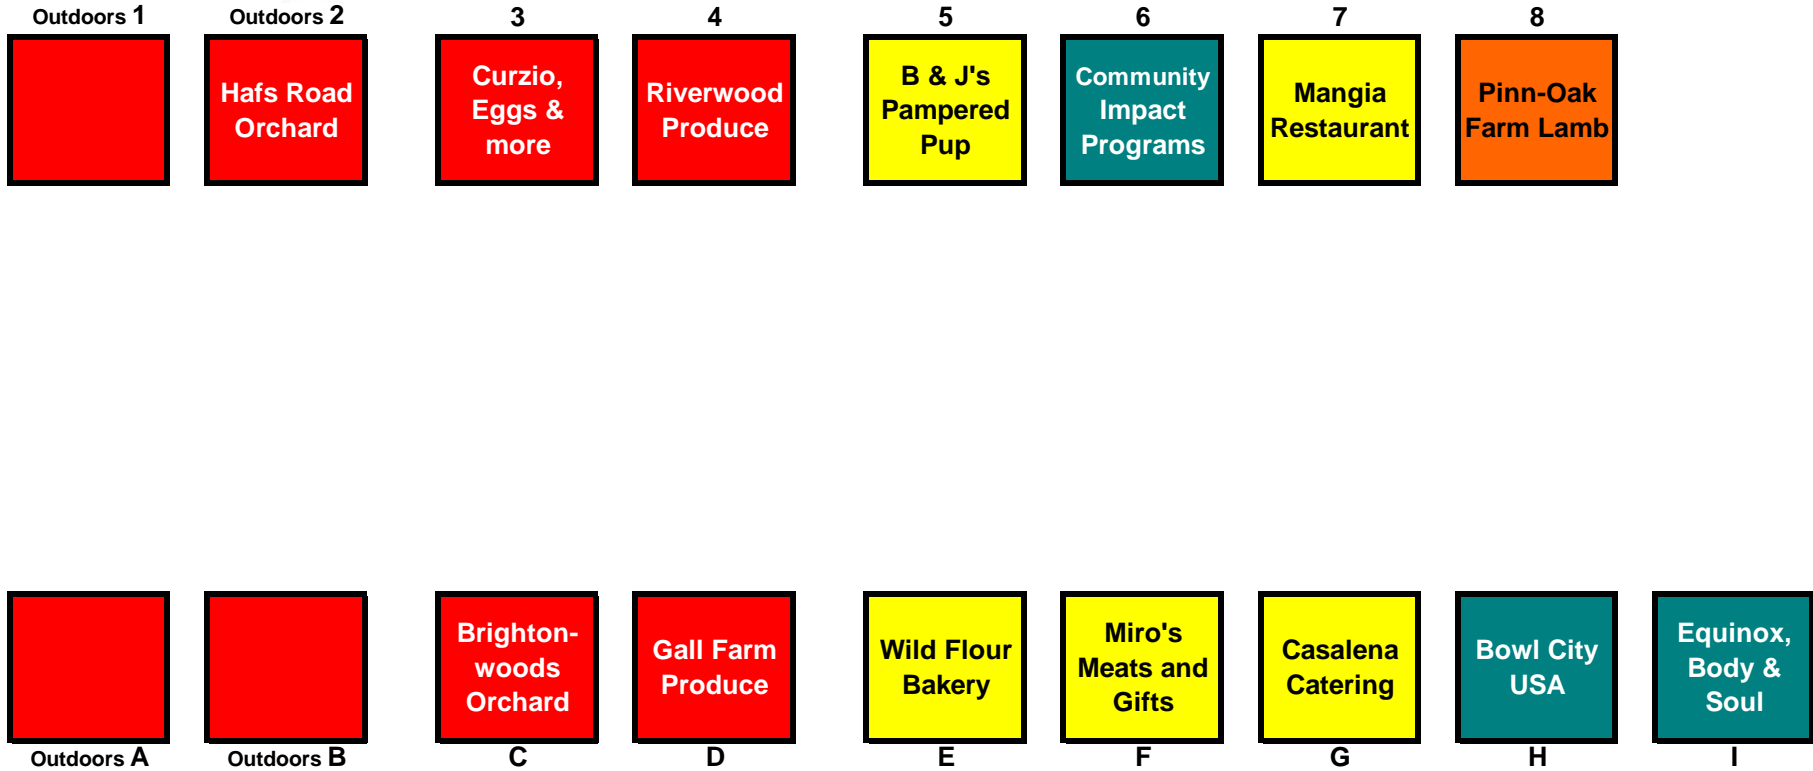 Outdoors 1 Outdoors 2 3 4 5 6 7 8
Hafs Road
Orchard
Curzio,
Eggs &
more
Riverwood
Produce
B & J's
Pampered
Pup
Community
Impact
Programs
Mangia
Restaurant
Pinn-Oak
Farm Lamb
Brighton-
woods
Orchard
Gall Farm
Produce
Wild Flour
Bakery
Miro's
Meats and
Gifts
Casalena
Catering
Bowl City
USA
Equinox,
Body &
Soul
Outdoors A Outdoors B C D E F G H I